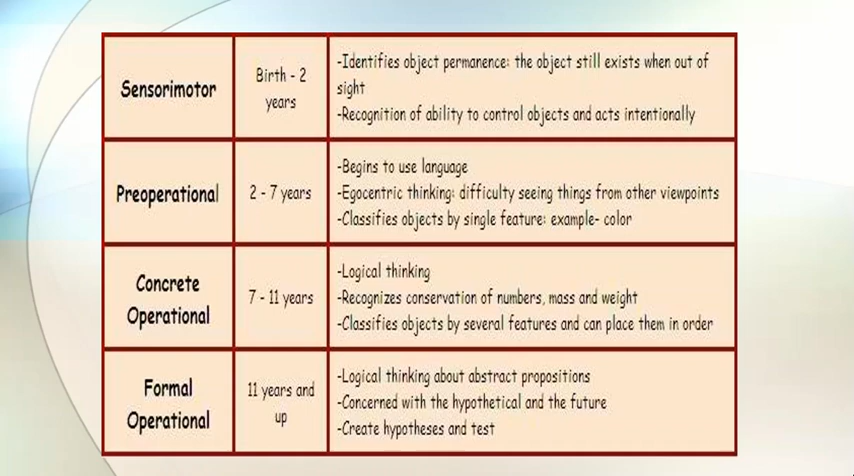 Sensorimotor
Birth - 2
years
-Identifies object permanence: the object still exists when out of
sight
-Recognition of ability to control objects and acts intentionally
Preoperational
2 - 7 years
-Begins to use language
-Egocentric thinking: difficulty seeing things from other viewpoints
-Classifies objects by single feature: example- color
Concrete
Operational
7 - 11 years
-Logical thinking
-Recognizes conservation of numbers, mass and weight
-Classifies objects by several features and can place them in order
Formal
Operational
11 years and
up
-Logical thinking about abstract propositions
-Concerned with the hypothetical and the future
-Create hypotheses and test